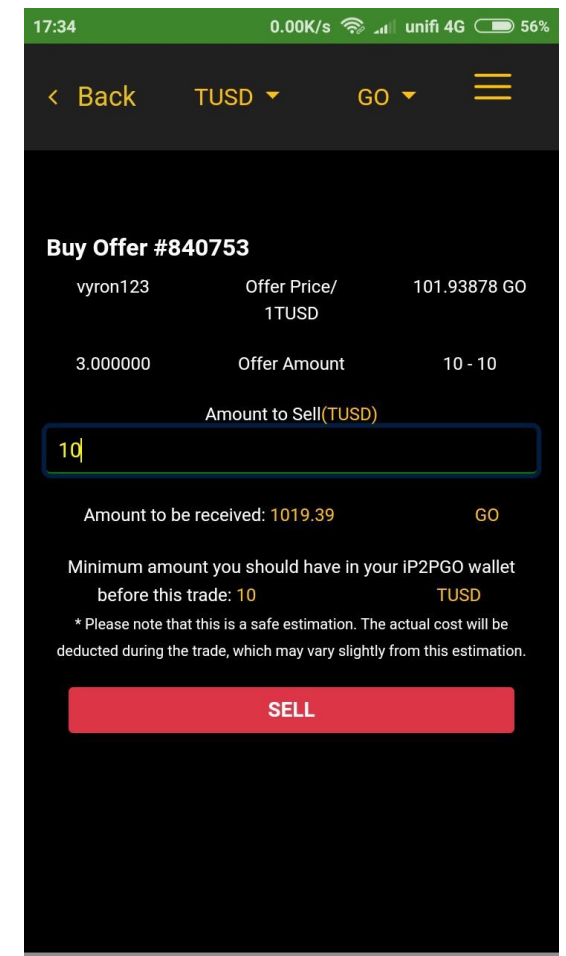 17:34 0.00K/s unifi 4G 56%
< Back TUSD GO
Buy Offer #840753
vyron123 Offer Price/ 101.93878 GO
1TUSD
3.000000 Offer Amount 10 - 10
Amount to Sell(TUSD)
10
Amount to be received: 1019.39 GO
Minimum amount you should have in your iP2PGO wallet
before this trade: 10 TUSD
* Please note that this is a safe estimation. The actual cost will be
deducted during the trade, which may vary slightly from this estimation.
SELL